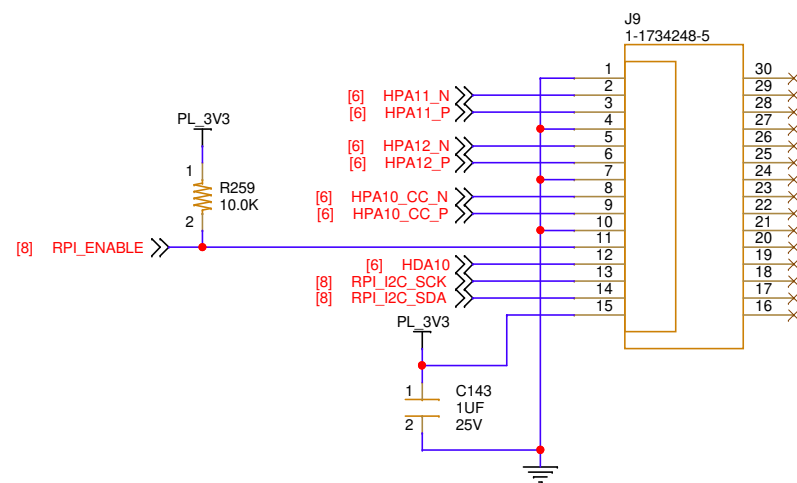 J9
1-1734248-5
1 30
[6] HPA11_N 2 29
[6] HPA11_P 3 28
PL_3V3 4 27
[6] HPA12_N 5 26
[6] HPA12_P 6 25
1 7 24
R259
10.0K
[6] HPA10_CC_N 8 23
[6] HPA10_CC_P 9 22
2 10 21
[8] RPI_ENABLE 11 20
[6] HDA10 12 19
[8] RPI_I2C_SCK 13 18
[8] RPI_I2C_SDA 14 17
15 16
PL_3V3
1 C143
1UF
2 25V